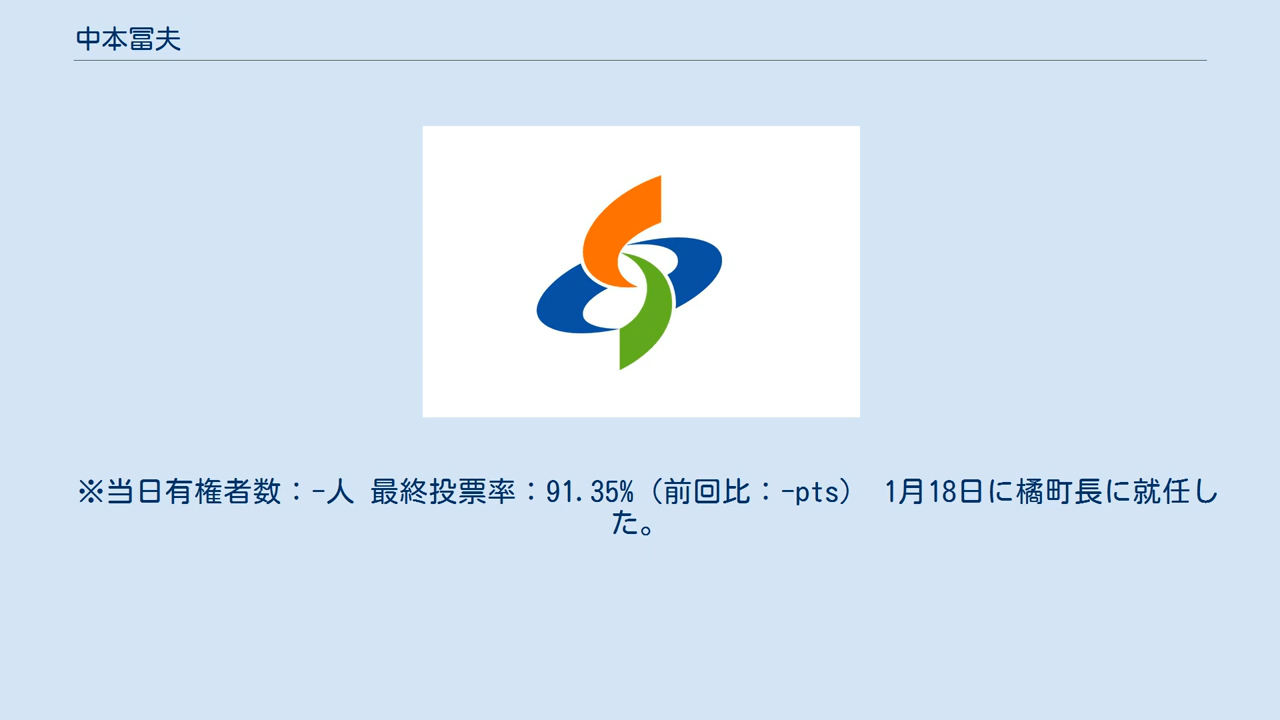 中本冨夫
※当日有権者数：-人 最終投票率：91.35%（前回比：-pts） 1月18日に橘町長に就任し
た。